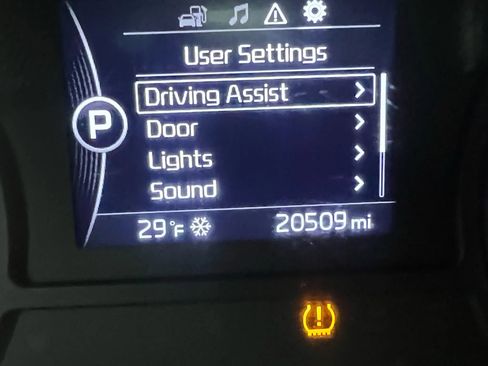 User Settings
Driving Assist
P
Door
Lights
Sound
29°F 20509 mi